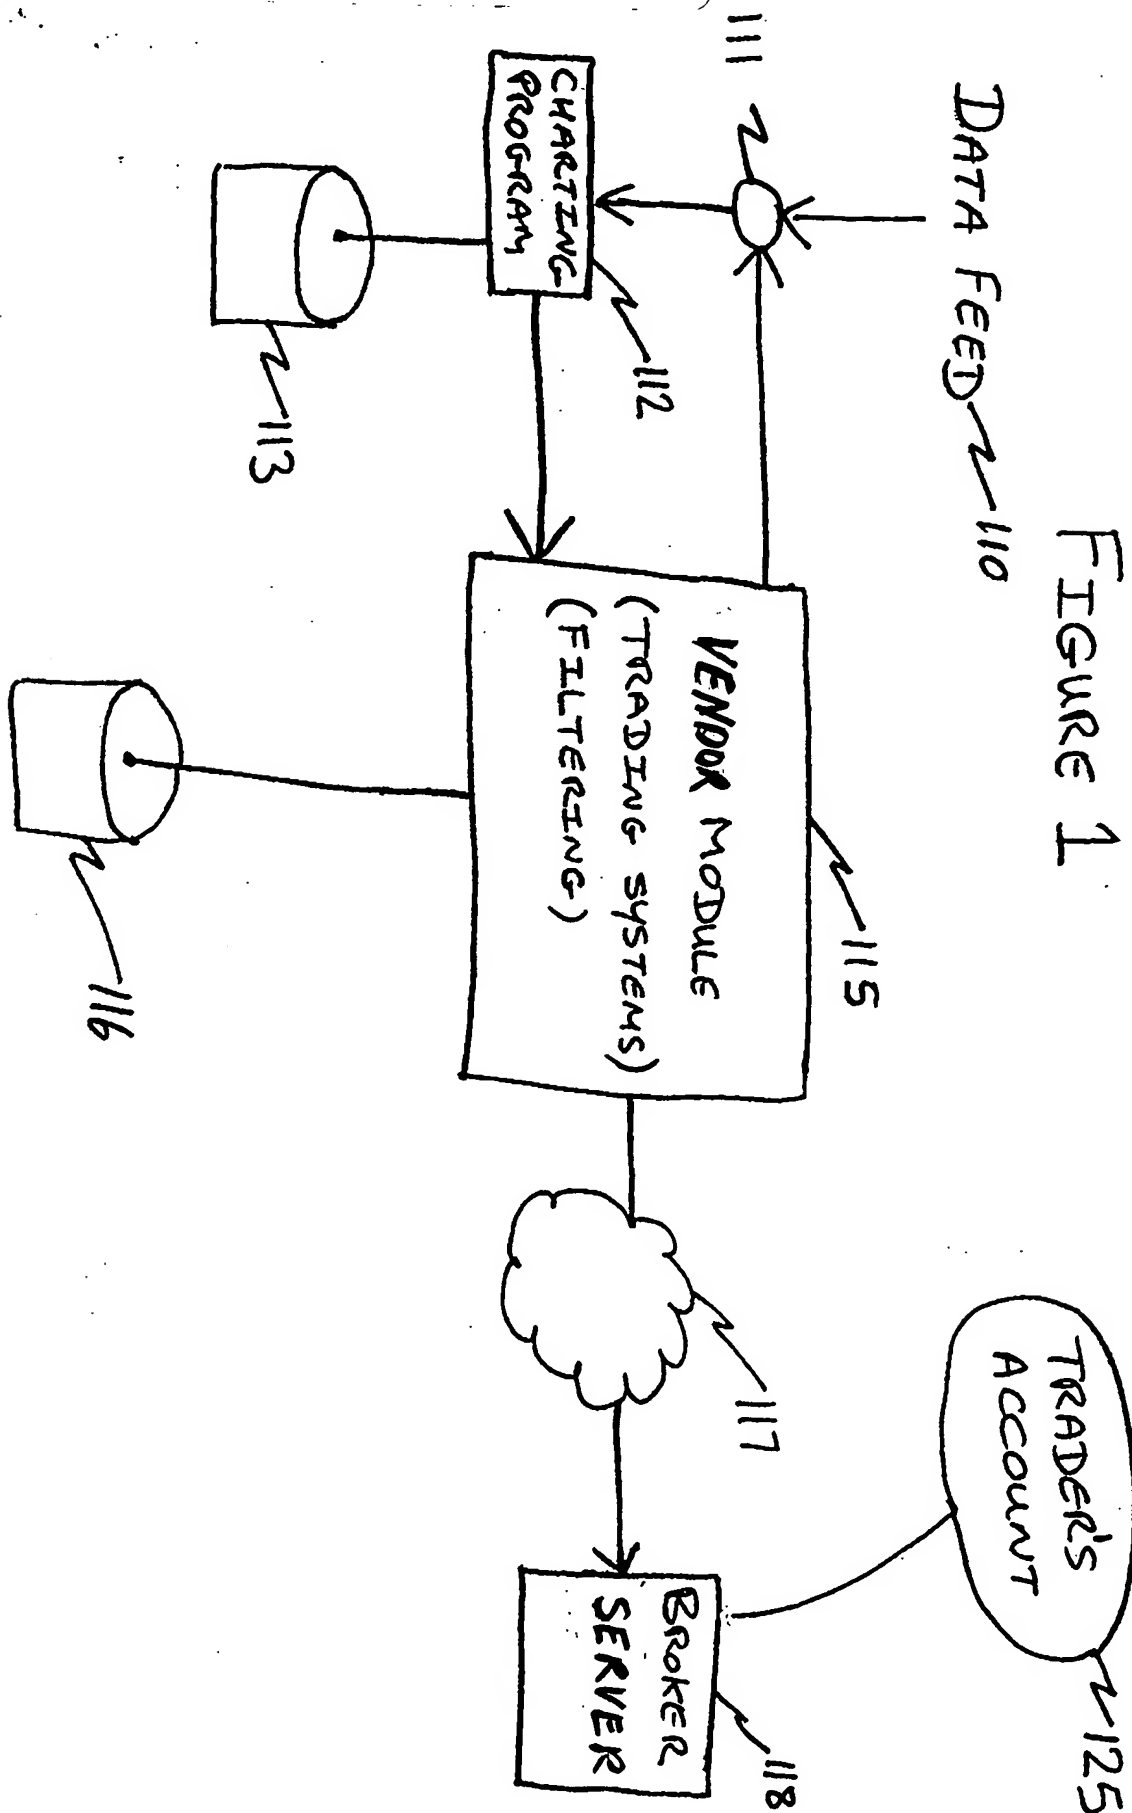 FIGURE 1
DATA FEED
110
111
CHARTING
PROGRAM
112
113
VENDOR MODULE
(TRADING SYSTEMS)
(FILTERING)
115
116
117
TRADER'S
ACCOUNT
125
BROKER
SERVER
118